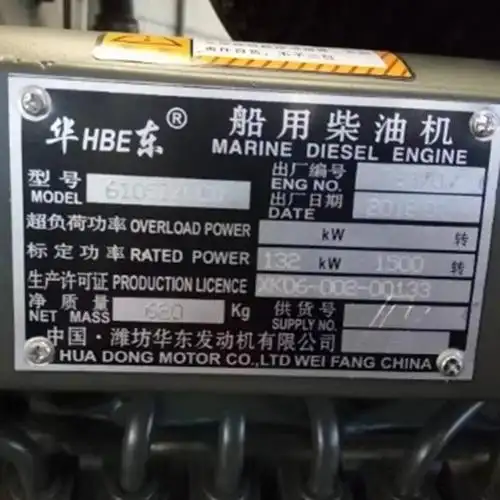 华HBE东® 船用柴油机
MARINE DIESEL ENGINE
型号 出厂编号
MODEL ENG NO.
出厂日期
DATE
超负荷功率 OVERLOAD POWER kW 转
标定功率 RATED POWER 132 kW 1500 转
生产许可证 PRODUCTION LICENCE XK06-002-00133
净质量 680 Kg 供货号
NET MASS SUPPLY NO.
中国·潍坊华东发动机有限公司
HUA DONG MOTOR CO.,LTD WEI FANG CHINA